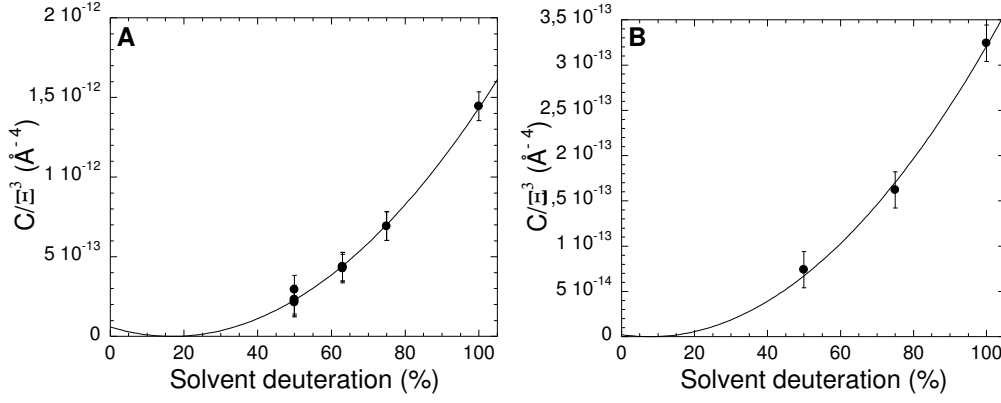 A
2 10-12
1,5 10-12
1 10-12
5 10-13
0
C/Ξ3 (Å-4)
0 20 40 60 80 100
Solvent deuteration (%)
B
3,5 10-13
3 10-13
2,5 10-13
2 10-13
1,5 10-13
1 10-13
5 10-14
0
C/Ξ3 (Å-4)
0 20 40 60 80 100
Solvent deuteration (%)